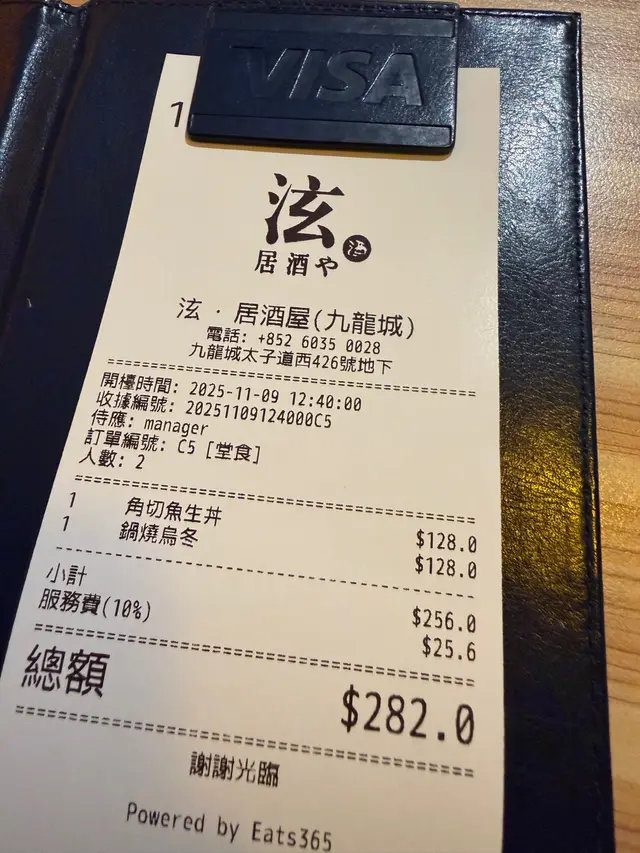 VISA
1
泫
酒
居酒や
泫 · 居酒屋(九龍城)
電話: +852 6035 0028
九龍城太子道西426號地下
開檯時間: 2025-11-09 12:40:00
收據編號: 20251109124000C5
侍應: manager
訂單編號: C5 [堂食]
人數: 2
1 角切魚生丼 $128.0
1 鍋燒烏冬 $128.0
小計 $256.0
服務費(10%) $25.6
總額 $282.0
謝謝光臨
Powered by Eats365